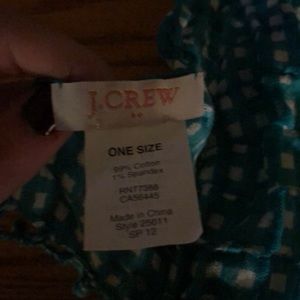 J.CREW
ONE SIZE
99% Cotton
1% Spandex
RN77388
CA56445
Made in China
Style 25011
SP 12